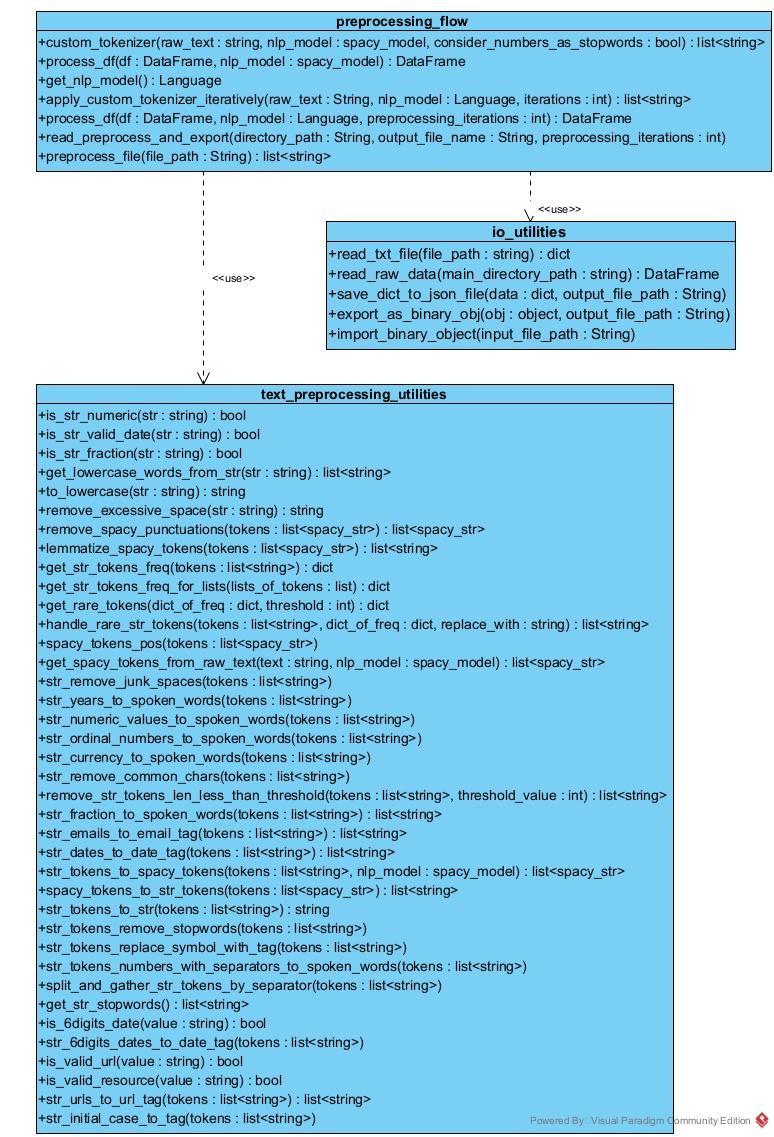 preprocessing_flow
+custom_tokenizer(raw_text : string, nlp_model : spacy_model, consider_numbers_as_stopwords : bool) : list<string>
+process_df(df : DataFrame, nlp_model : spacy_model) : DataFrame
+get_nlp_model() : Language
+apply_custom_tokenizer_iteratively(raw_text : String, nlp_model : Language, iterations : int) : list<string>
+process_df(df : DataFrame, nlp_model : Language, preprocessing_iterations : int) : DataFrame
+read_preprocess_and_export(directory_path : String, output_file_name : String, preprocessing_iterations : int)
+preprocess_file(file_path : String) : list<string>
<<use>>
io_utilities
+read_txt_file(file_path : string) : dict
+read_raw_data(main_directory_path : string) : DataFrame
+save_dict_to_json_file(data : dict, output_file_path : String)
+export_as_binary_obj(obj : object, output_file_path : String)
+import_binary_object(input_file_path : String)
<<use>>
text_preprocessing_utilities
+is_str_numeric(str : string) : bool
+is_str_valid_date(str : string) : bool
+is_str_fraction(str : string) : bool
+get_lowercase_words_from_str(str : string) : list<string>
+to_lowercase(str : string) : string
+remove_excessive_space(str : string) : string
+remove_spacy_punctuations(tokens : list<spacy_str>) : list<spacy_str>
+lemmatize_spacy_tokens(tokens : list<spacy_str>) : list<string>
+get_str_tokens_freq(tokens : list<string>) : dict
+get_str_tokens_freq_for_lists(lists_of_tokens : list) : dict
+get_rare_tokens(dict_of_freq : dict, threshold : int) : dict
+handle_rare_str_tokens(tokens : list<string>, dict_of_freq : dict, replace_with : string) : list<string>
+spacy_tokens_pos(tokens : list<spacy_str>)
+get_spacy_tokens_from_raw_text(text : string, nlp_model : spacy_model) : list<spacy_str>
+str_remove_junk_spaces(tokens : list<string>)
+str_years_to_spoken_words(tokens : list<string>)
+str_numeric_values_to_spoken_words(tokens : list<string>)
+str_ordinal_numbers_to_spoken_words(tokens : list<string>)
+str_currency_to_spoken_words(tokens : list<string>)
+str_remove_common_chars(tokens : list<string>)
+remove_str_tokens_len_less_than_threshold(tokens : list<string>, threshold_value : int) : list<string>
+str_fraction_to_spoken_words(tokens : list<string>) : list<string>
+str_emails_to_email_tag(tokens : list<string>) : list<string>
+str_dates_to_date_tag(tokens : list<string>) : list<string>
+str_tokens_to_spacy_tokens(tokens : list<string>, nlp_model : spacy_model) : list<spacy_str>
+spacy_tokens_to_str_tokens(tokens : list<spacy_str>) : list<string>
+str_tokens_to_str(tokens : list<string>) : string
+str_tokens_remove_stopwords(tokens : list<string>)
+str_tokens_replace_symbol_with_tag(tokens : list<string>)
+str_tokens_numbers_with_separators_to_spoken_words(tokens : list<string>)
+split_and_gather_str_tokens_by_separator(tokens : list<string>)
+get_str_stopwords() : list<string>
+is_6digits_date(value : string) : bool
+str_6digits_dates_to_date_tag(tokens : list<string>)
+is_valid_url(value : string) : bool
+is_valid_resource(value : string) : bool
+str_urls_to_url_tag(tokens : list<string>) : list<string>
+str_initial_case_to_tag(tokens : list<string>)
Powered By: Visual Paradigm Community Edition